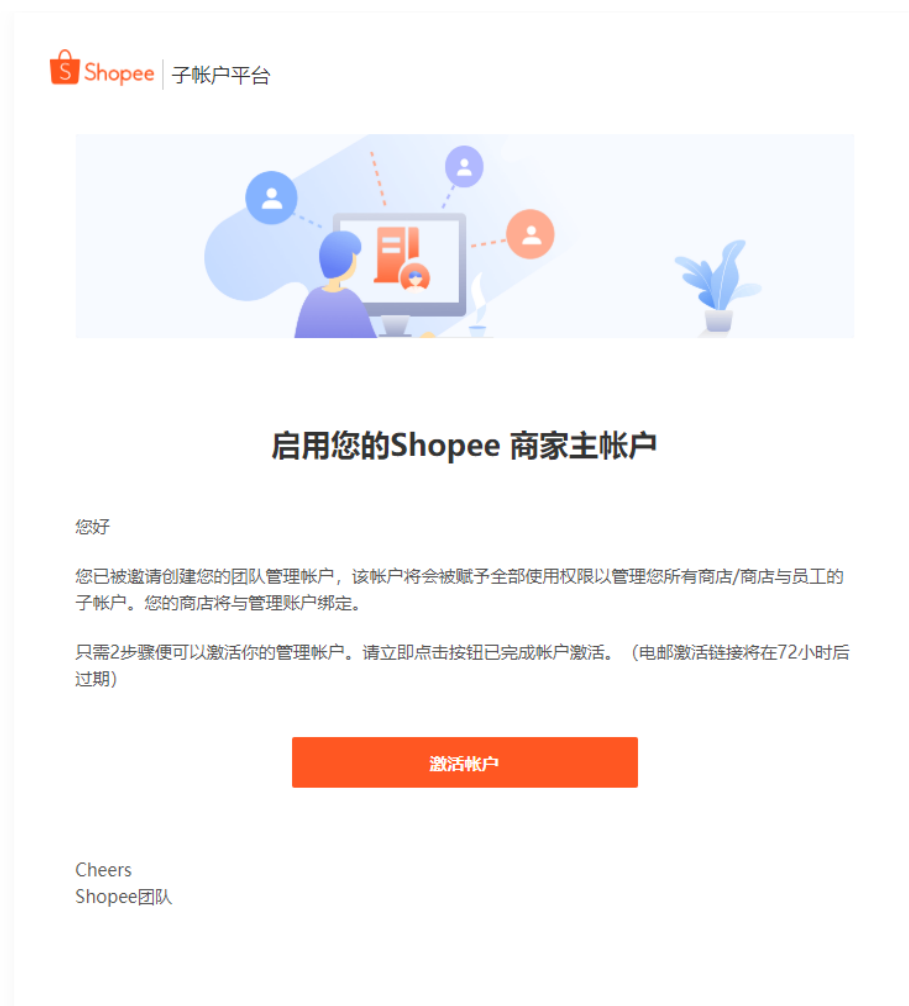 Shopee 子帐户平台
启用您的Shopee 商家主帐户
您好
您已被邀请创建您的团队管理帐户，该帐户将会被赋予全部使用权限以管理您所有商店/商店与员工的
子帐户。您的商店将与管理账户绑定。
只需2步骤便可以激活你的管理帐户。请立即点击按钮已完成帐户激活。（电邮激活链接将在72小时后
过期）
激活帐户
Cheers
Shopee团队